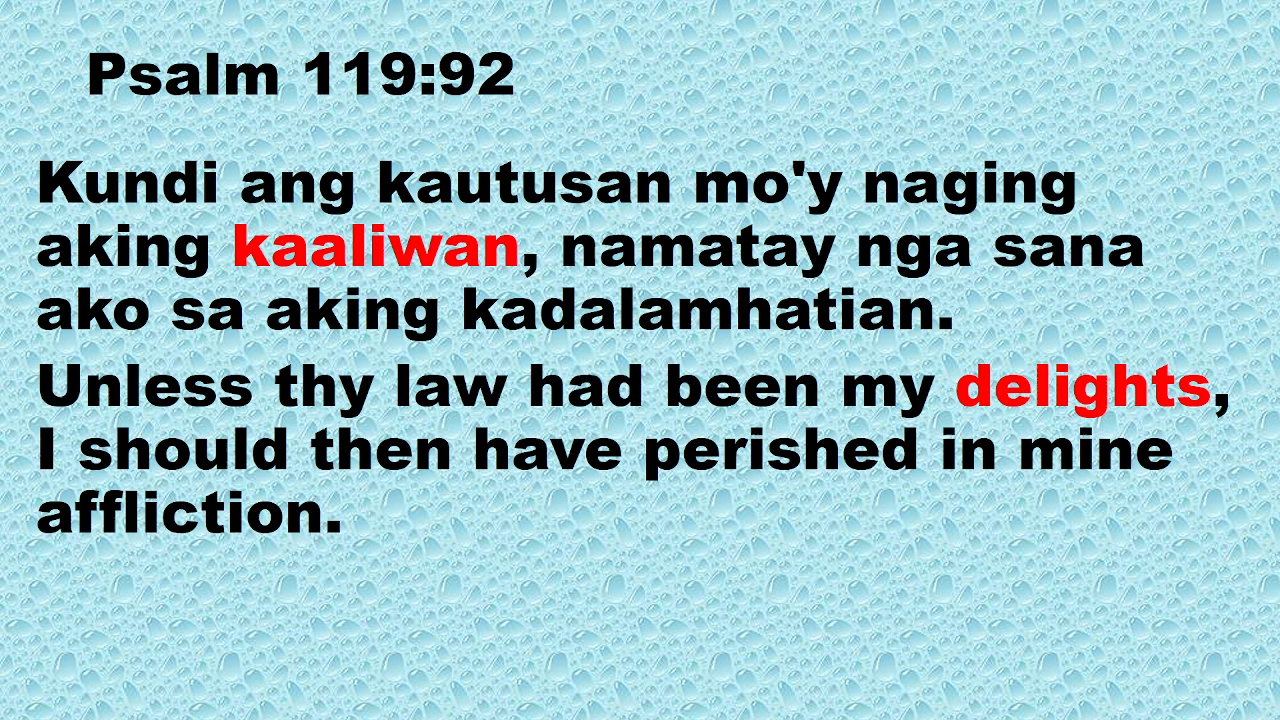 Psalm 119:92
Kundi ang kautusan mo'y naging
aking kaaliwan, namatay nga sana
ako sa aking kadalamhatian.
Unless thy law had been my delights,
I should then have perished in mine
affliction.